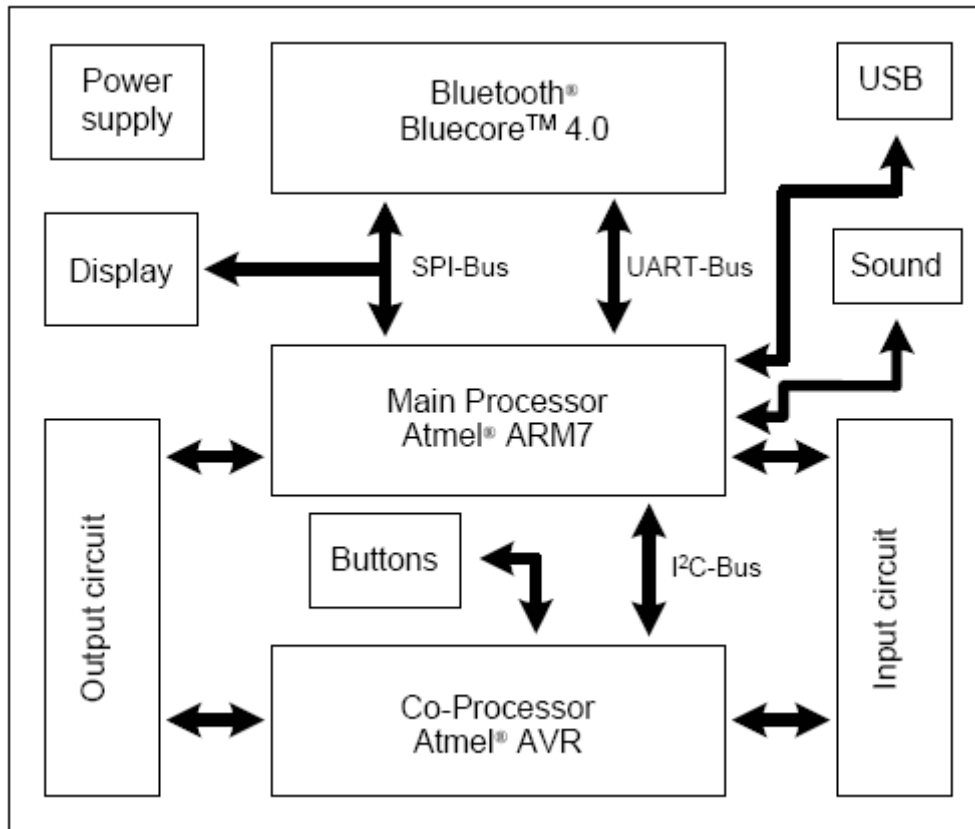 Power
supply
Bluetooth®
Bluecore™ 4.0
USB
Display
SPI-Bus
UART-Bus
Sound
Main Processor
Atmel® ARM7
Output circuit
Buttons
I²C-Bus
Input circuit
Co-Processor
Atmel® AVR